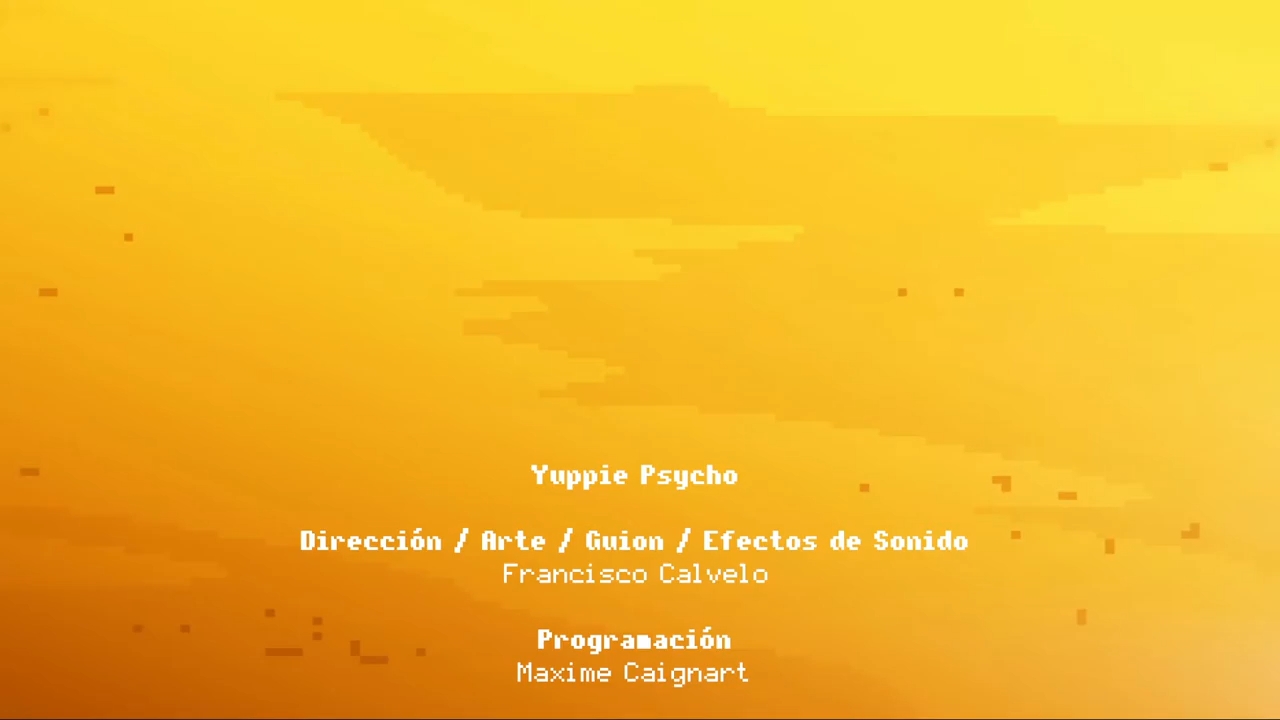 Yuppie Psycho
Dirección / Arte / Guion / Efectos de Sonido
Francisco Calvelo
Programación
Maxime Caignart